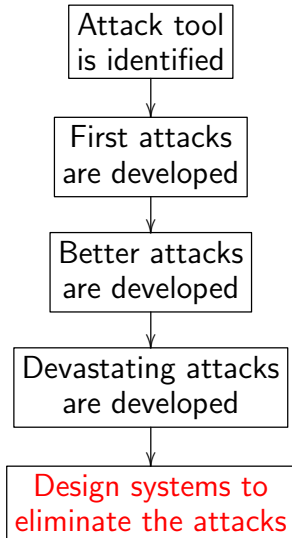 Attack tool
is identified
First attacks
are developed
Better attacks
are developed
Devastating attacks
are developed
Design systems to
eliminate the attacks